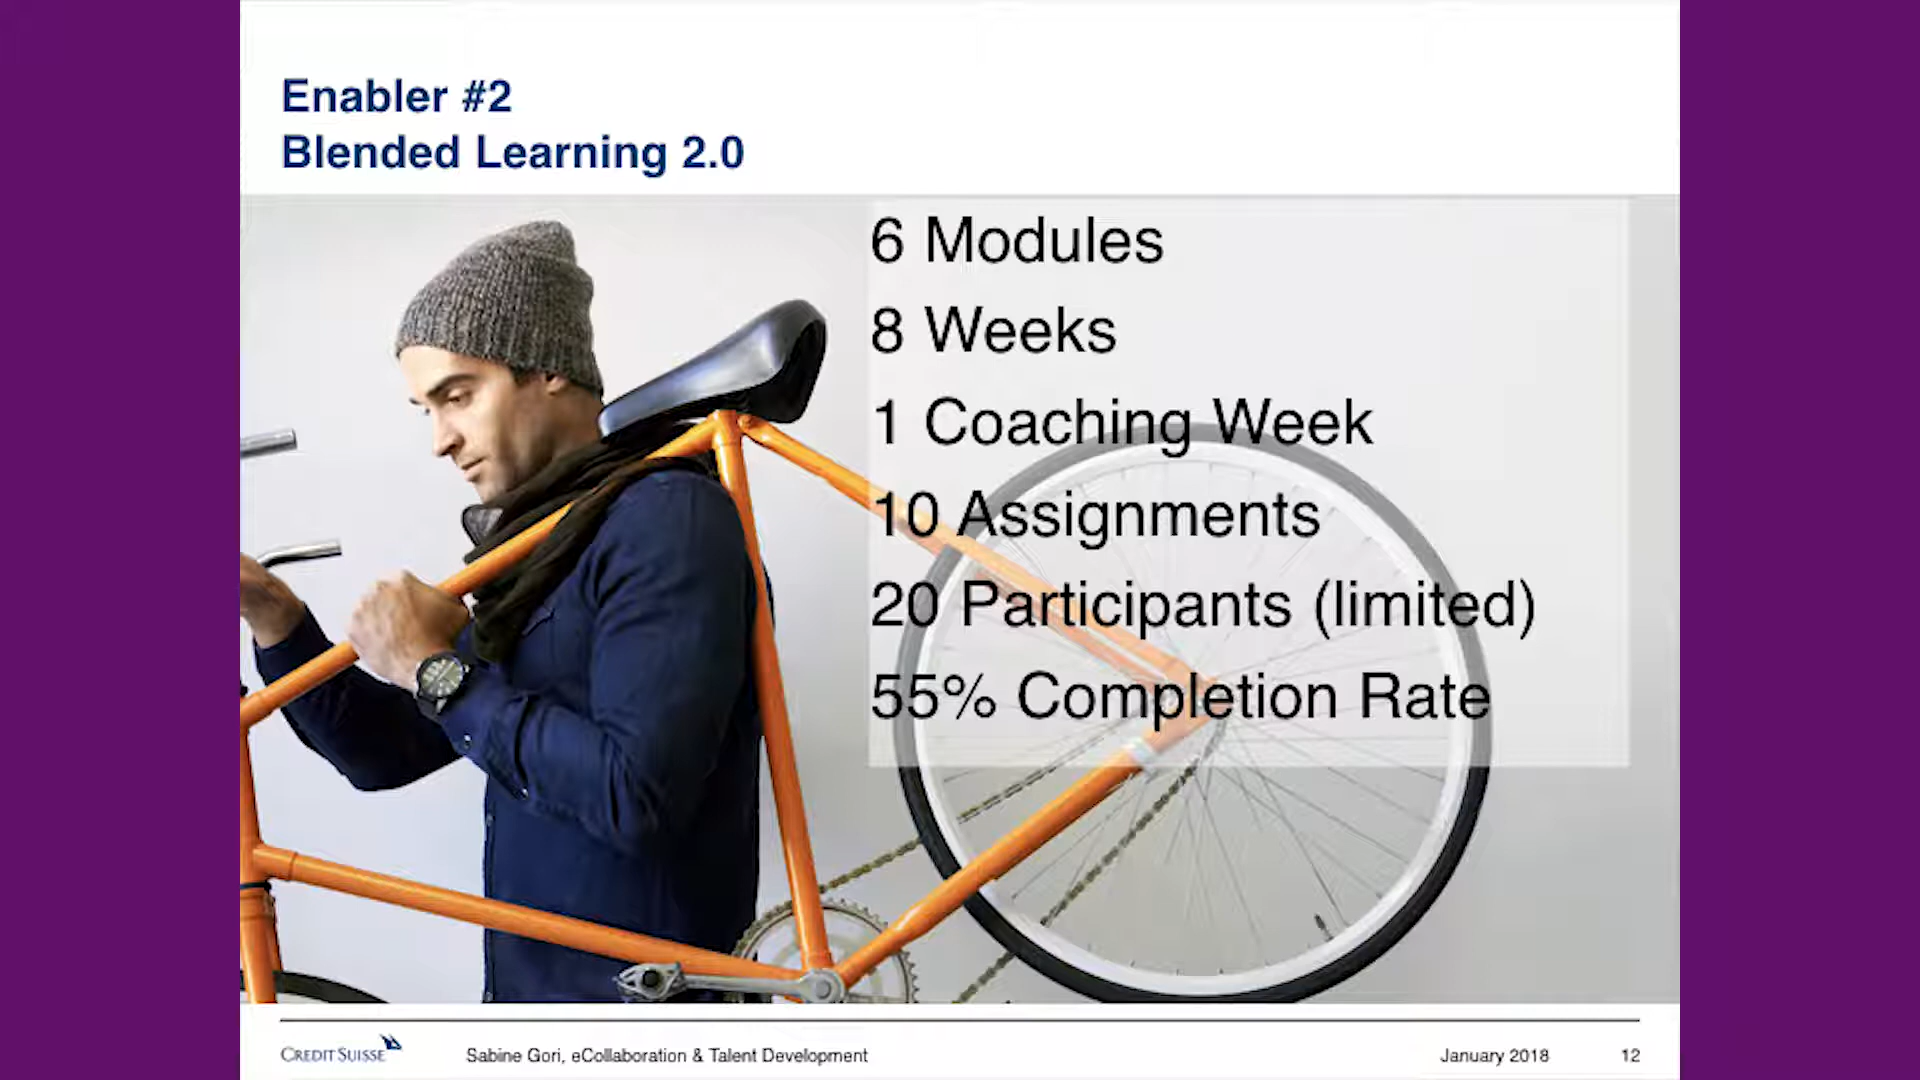 Enabler #2
Blended Learning 2.0
6 Modules
8 Weeks
1 Coaching Week
10 Assignments
20 Participants (limited)
55% Completion Rate
CREDIT SUISSE
Sabine Gori, eCollaboration & Talent Development
January 2018
12